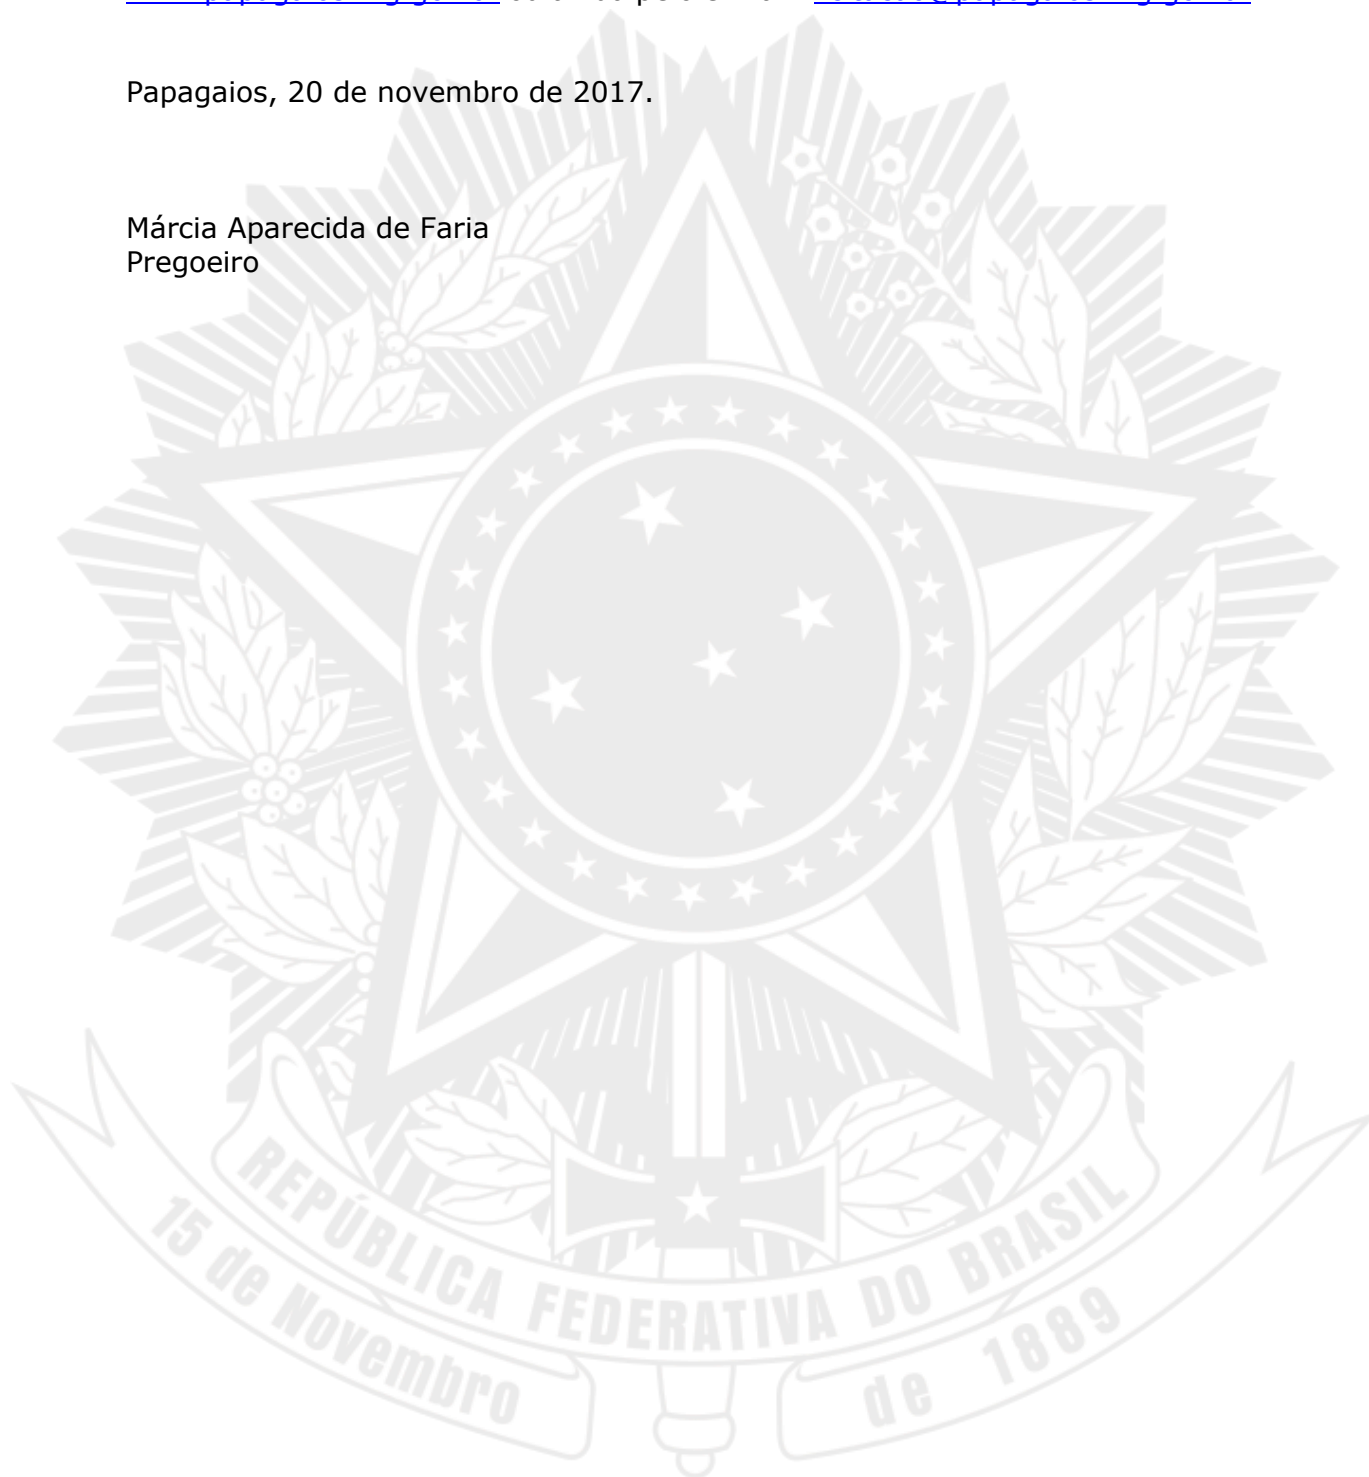 Papagaios, 20 de novembro de 2017.
Márcia Aparecida de Faria
Pregoeiro
REPÚBLICA FEDERATIVA DO BRASIL
15 de Novembro
de 1889